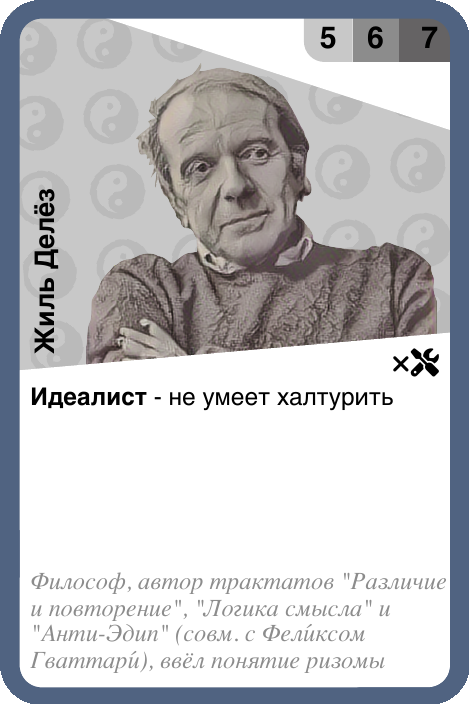 5 6 7
Жиль Делёз
Идеалист - не умеет халтурить
Философ, автор трактатов "Различие
и повторение", "Логика смысла" и
"Анти-Эдип" (совм. с Фели́ксом
Гваттари́), ввёл понятие ризомы